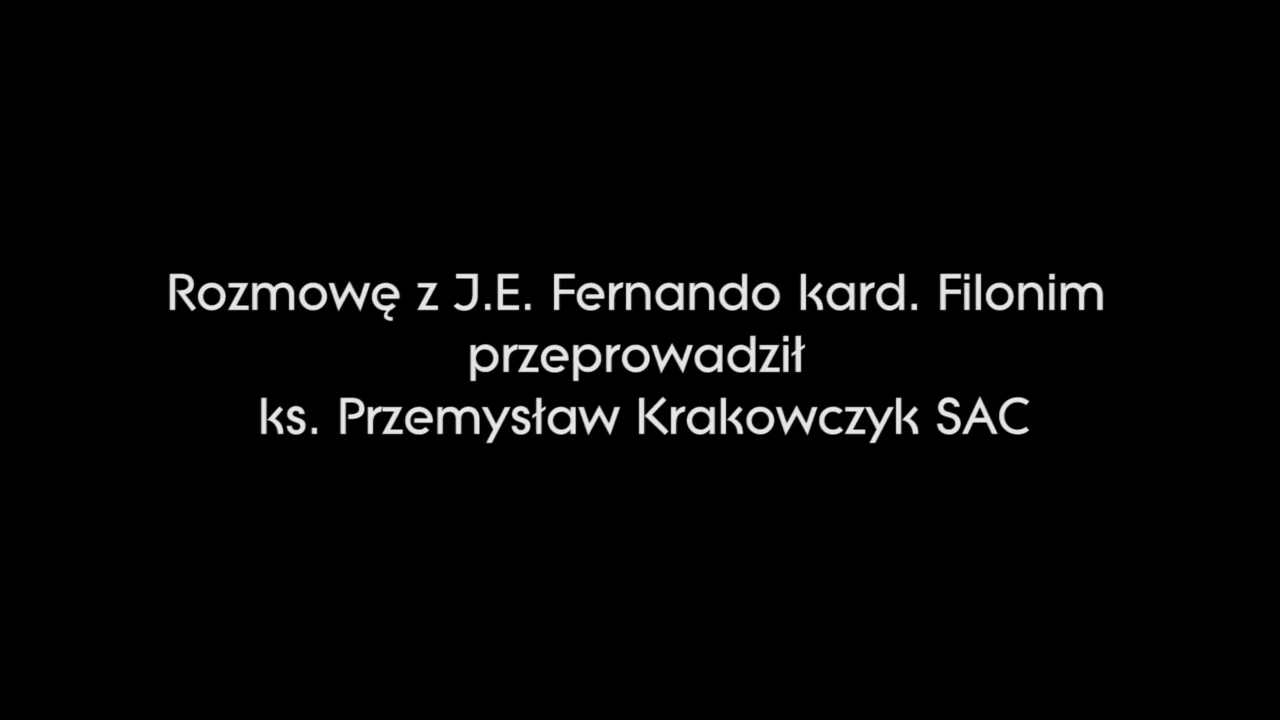 Rozmowę z J.E. Fernando kard. Filonim
przeprowadził
ks. Przemysław Krakowczyk SAC